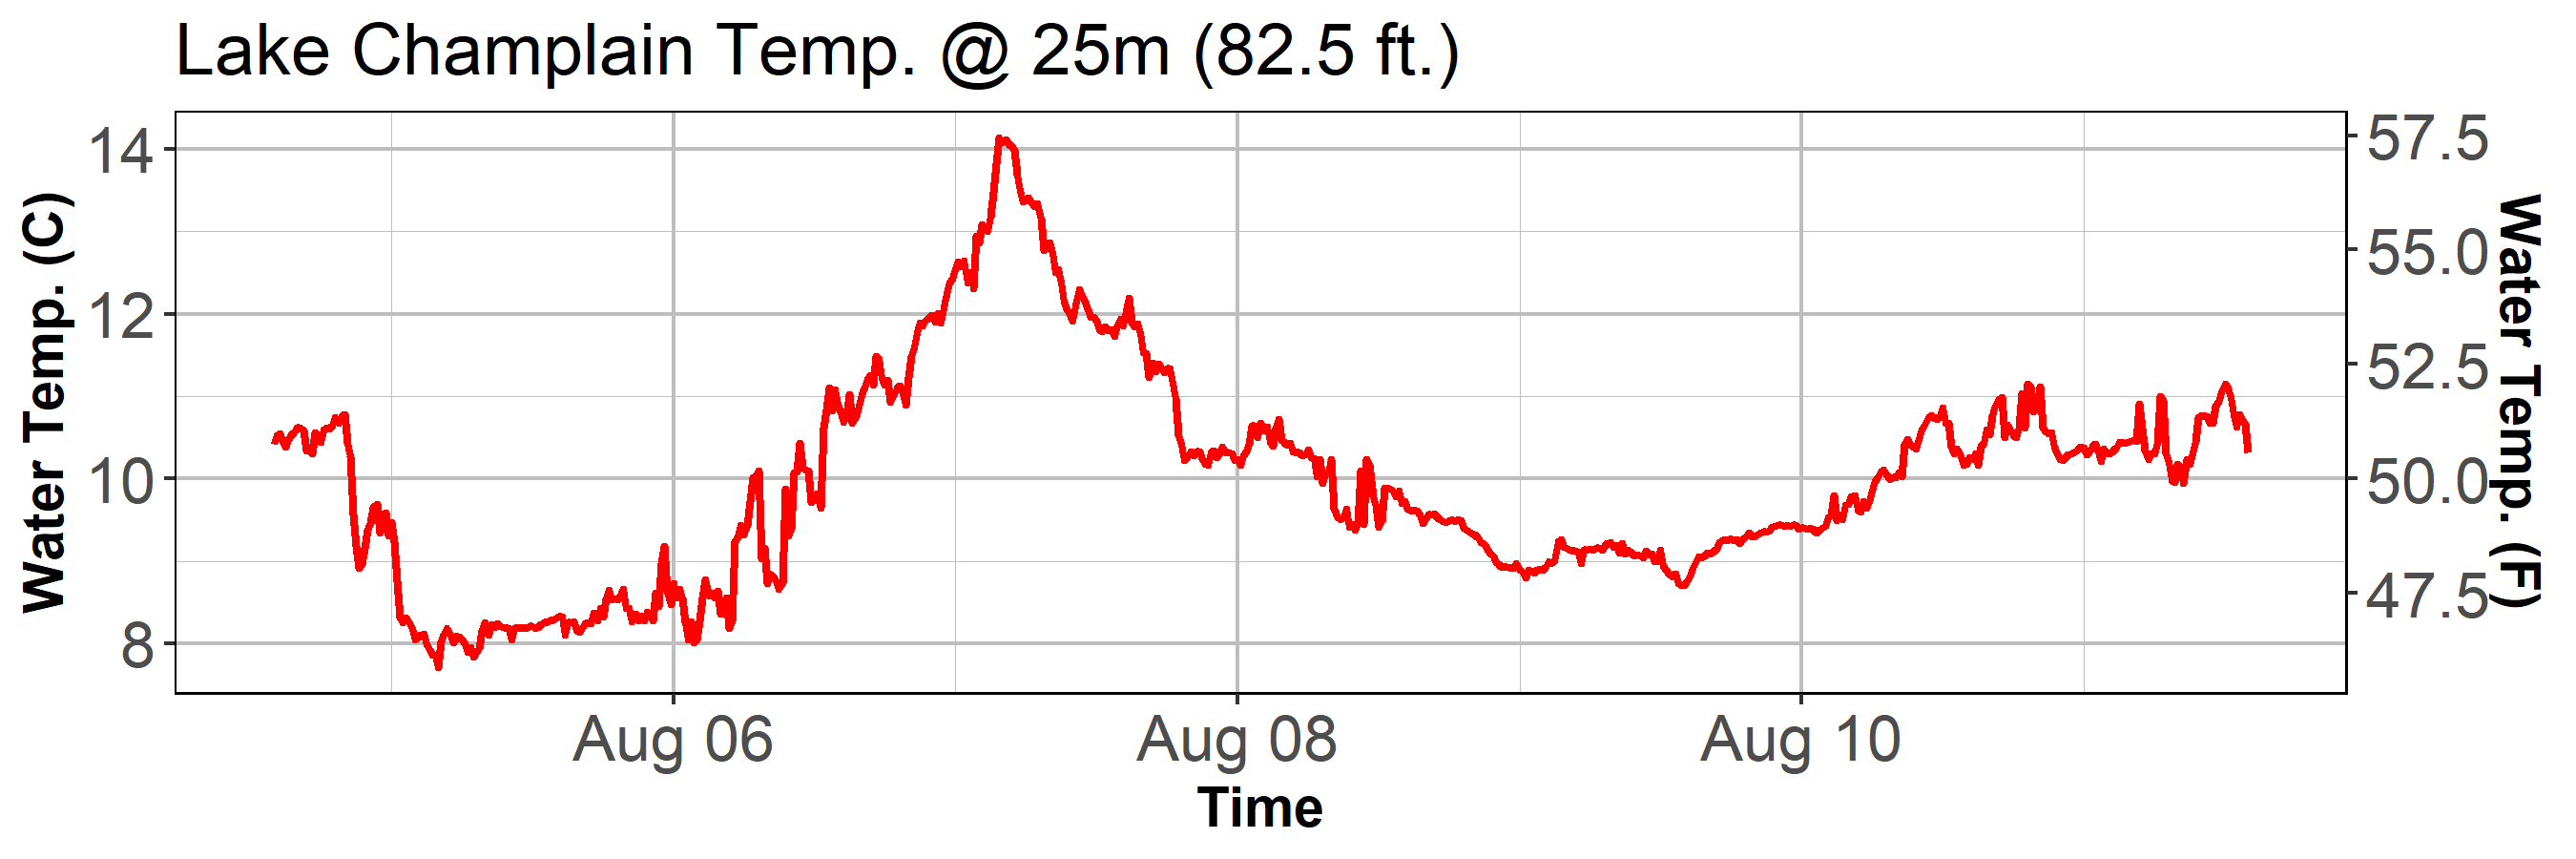 Lake Champlain Temp. @ 25m (82.5 ft.)
Water Temp. (C)
14
12
10
8
57.5
55.0
52.5
50.0
47.5
Water Temp. (F)
Aug 06 Aug 08 Aug 10
Time